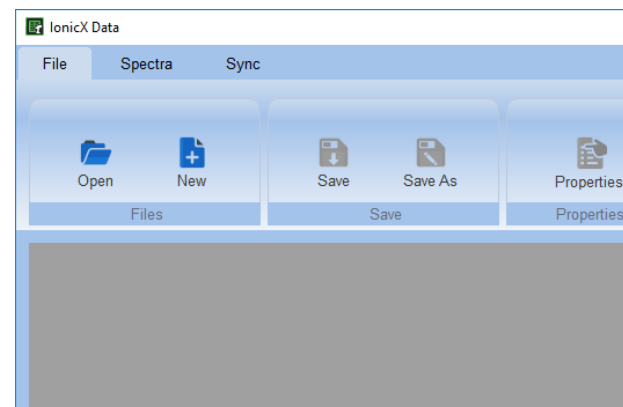 IonicX Data
File Spectra Sync
Open New Save Save As Properties
Files Save Properties